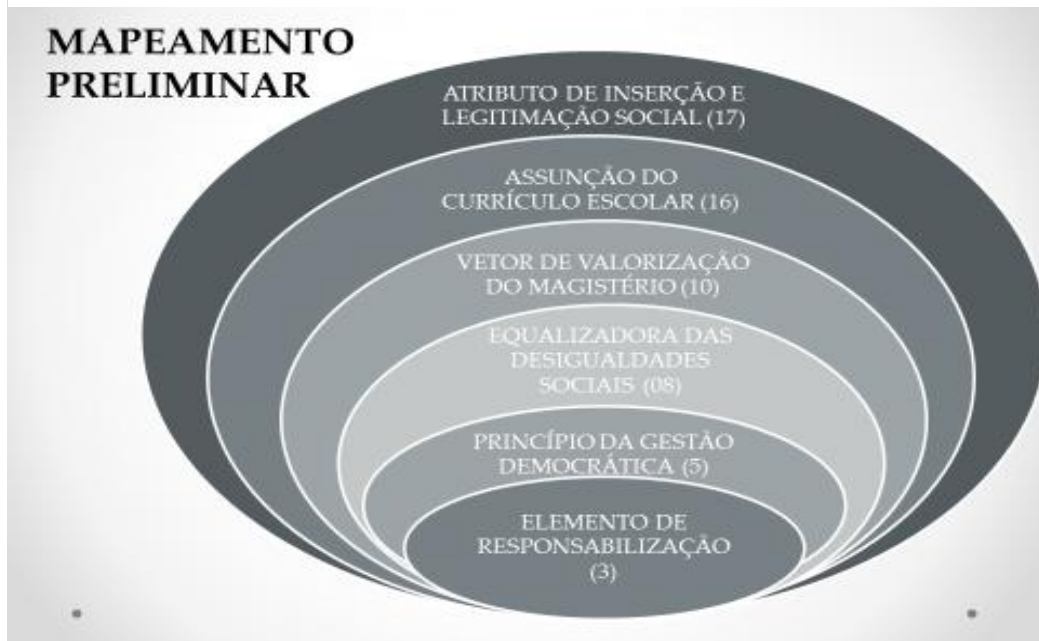 MAPEAMENTO
PRELIMINAR
ATRIBUTO DE INSERÇÃO E
LEGITIMAÇÃO SOCIAL (17)
ASSUNÇÃO DO
CURRÍCULO ESCOLAR (16)
VETOR DE VALORIZAÇÃO
DO MAGISTÉRIO (10)
EQUALIZADORA DAS
DESIGUALDADES
SOCIAIS (08)
PRINCÍPIO DA GESTÃO
DEMOCRÁTICA (5)
ELEMENTO DE
RESPONSABILIZAÇÃO
(3)